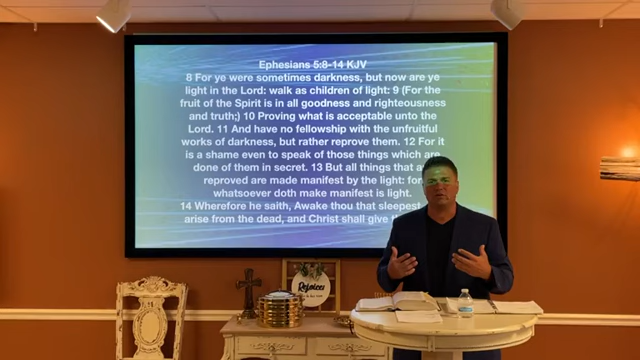 Ephesians 5:8-14 KJV
8 For ye were sometimes darkness, but now are ye
light in the Lord: walk as children of light: 9 (For the
fruit of the Spirit is in all goodness and righteousness
and truth;) 10 Proving what is acceptable unto the
Lord. 11 And have no fellowship with the unfruitful
works of darkness, but rather reprove them. 12 For it
is a shame even to speak of those things which are
done of them in secret. 13 But all things that a
reproved are made manifest by the light: for
whatsoever doth make manifest is light.
14 Wherefore he saith, Awake thou that sleepest
arise from the dead, and Christ shall give th
Rejoice